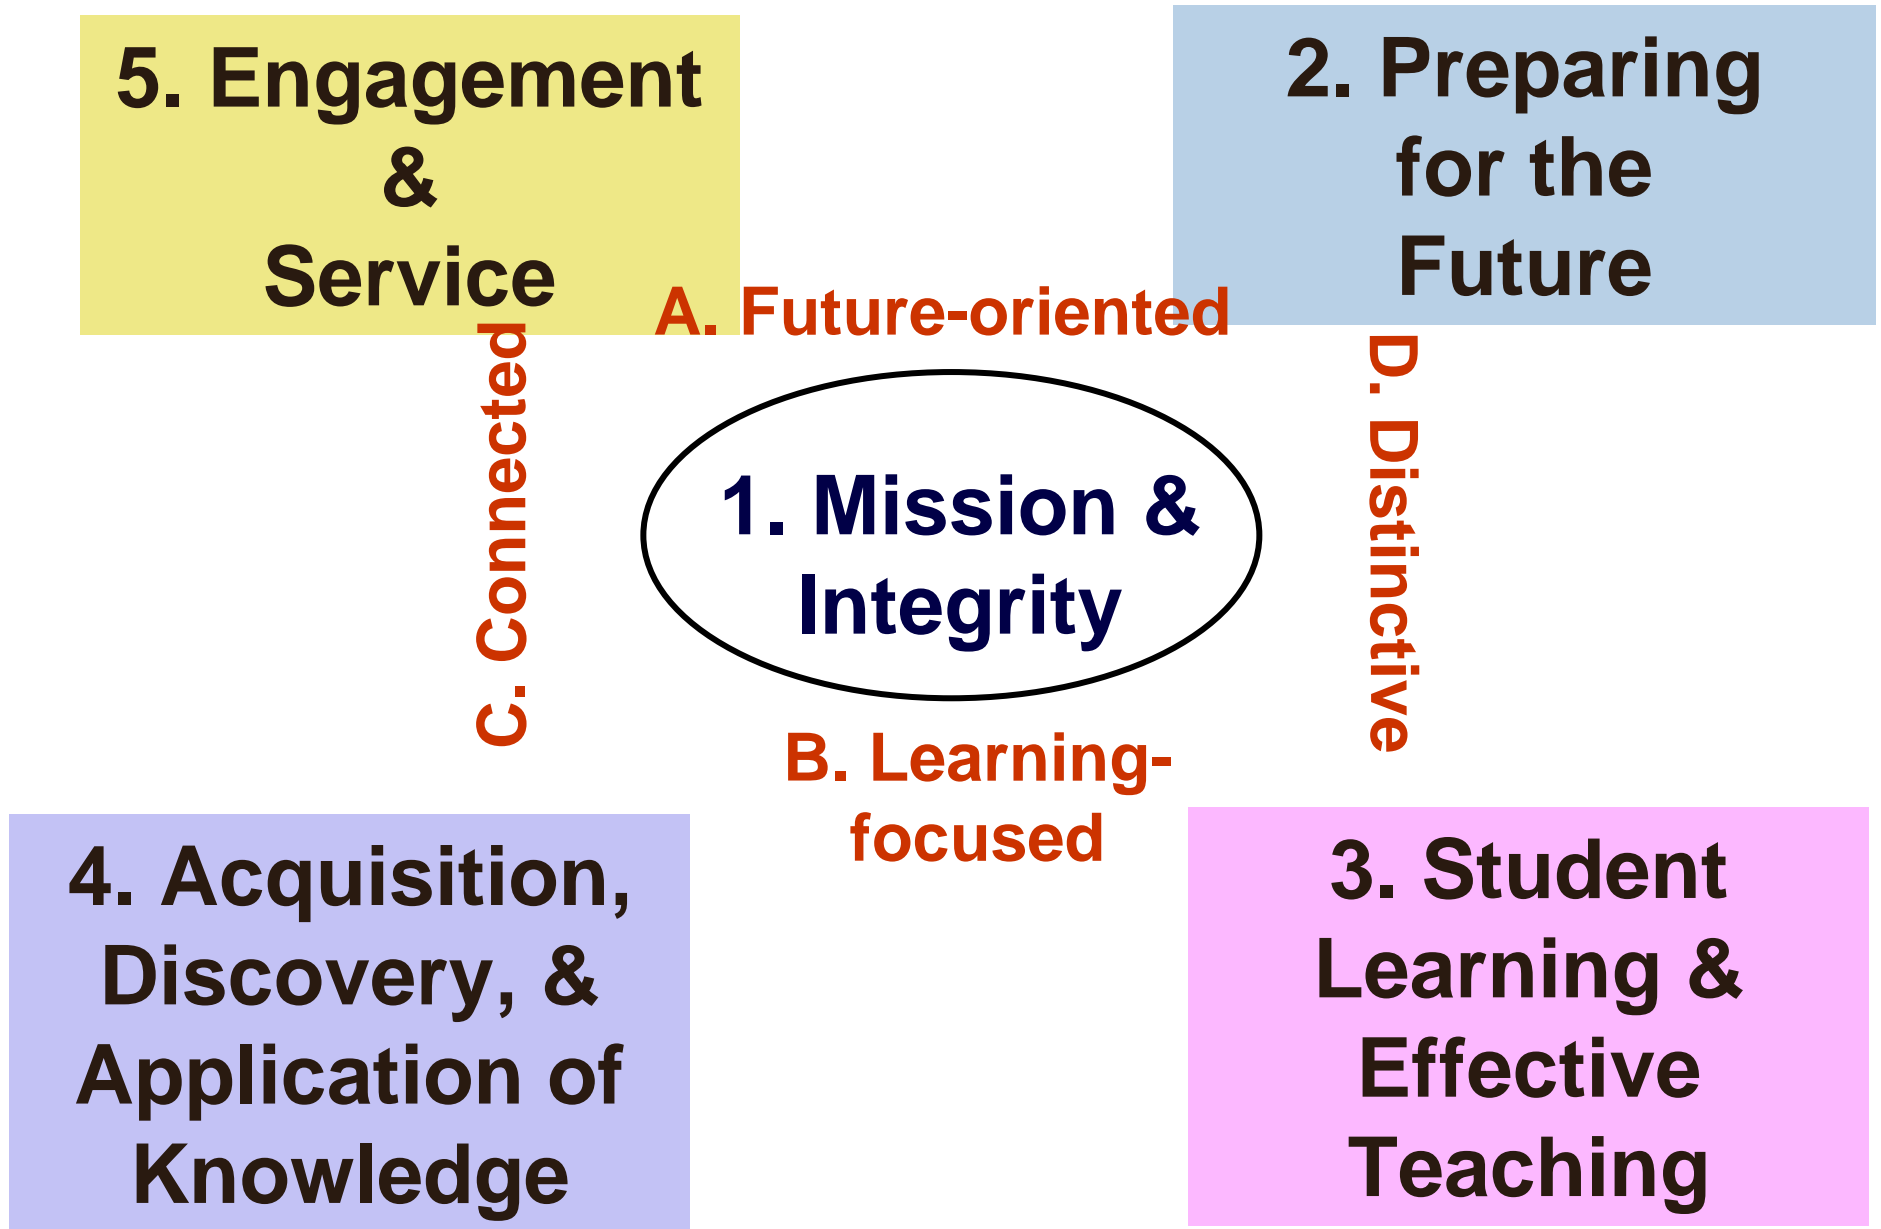 5. Engagement
&
Service
2. Preparing
for the
Future
A. Future-oriented
C. Connected
1. Mission &
Integrity
D. Distinctive
B. Learning-
focused
4. Acquisition,
Discovery, &
Application of
Knowledge
3. Student
Learning &
Effective
Teaching